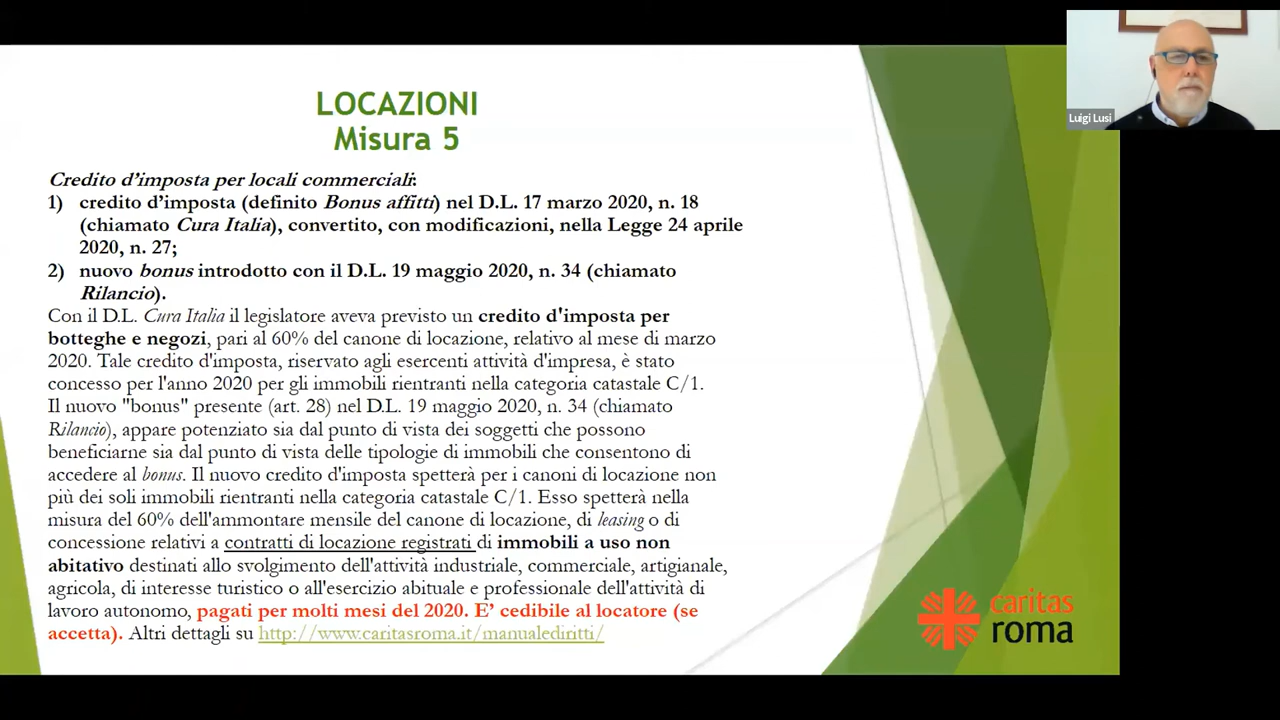 LOCAZIONI
Misura 5
Credito d'imposta per locali commerciali:
1) credito d'imposta (definito Bonus affitti) nel D.L. 17 marzo 2020, n. 18
(chiamato Cura Italia), convertito, con modificazioni, nella Legge 24 aprile
2020, n. 27;
2) nuovo bonus introdotto con il D.L. 19 maggio 2020, n. 34 (chiamato
Rilancio).
Con il D.L. Cura Italia il legislatore aveva previsto un credito d'imposta per
botteghe e negozi, pari al 60% del canone di locazione, relativo al mese di marzo
2020. Tale credito d'imposta, riservato agli esercenti attività d'impresa, è stato
concesso per l'anno 2020 per gli immobili rientranti nella categoria catastale C/1.
Il nuovo "bonus" presente (art. 28) nel D.L. 19 maggio 2020, n. 34 (chiamato
Rilancio), appare potenziato sia dal punto di vista dei soggetti che possono
beneficiarne sia dal punto di vista delle tipologie di immobili che consentono di
accedere al bonus. Il nuovo credito d'imposta spetterà per i canoni di locazione non
più dei soli immobili rientranti nella categoria catastale C/1. Esso spetterà nella
misura del 60% dell'ammontare mensile del canone di locazione, di leasing o di
concessione relativi a contratti di locazione registrati di immobili a uso non
abitativo destinati allo svolgimento dell'attività industriale, commerciale, artigianale,
agricola, di interesse turistico o all'esercizio abituale e professionale dell'attività di
lavoro autonomo, pagati per molti mesi del 2020. E' cedibile al locatore (se
accetta). Altri dettagli su http://www.caritasroma.it/manualediritti/
caritas
roma
Luigi Lusi